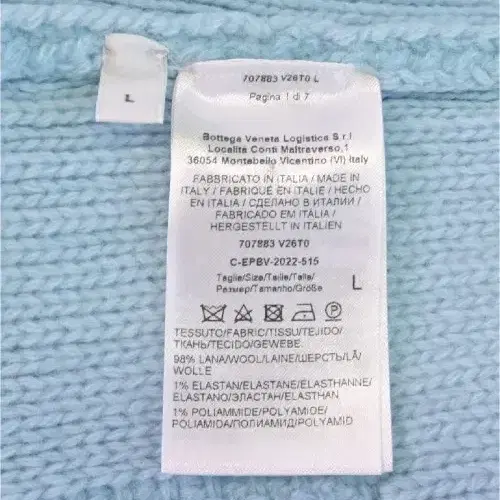 L
707883 V26T0 L
Pagina 1 di 7
Bottega Veneta Logistica S.r.l
Località Conti Maltraverso,1
36054 Montebello Vicentino (VI) Italy
FABBRICATO IN ITALIA / MADE IN
ITALY / FABRIQUÉ EN ITALIE / HECHO
EN ITALIA / СДЕЛАНО В ИТАЛИИ /
FABRICADO EM ITÁLIA /
HERGESTELLT IN ITALIEN
707883 V26T0
C-EPBV-2022-515
Taglia/Size/Taille/Talla/
Размер/Tamanho/Größe
L
TESSUTO/FABRIC/TISSU/TEJIDO/
ТКАНЬ/TECIDO/GEWEBE.
98% LANA/WOOL/LAINE/ШЕРСТЬ/LÃ/
WOLLE
1% ELASTAN/ELASTANE/ELASTHANNE/
ELASTANO/ЭЛАСТАН/ELASTHAN
1% POLIAMMIDE/POLYAMIDE/
POLIAMIDA/ПОЛИАМИД/POLYAMID